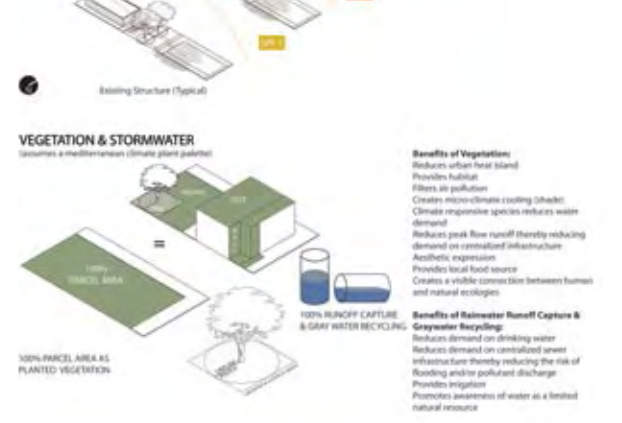 Existing Structure (Typical)
VEGETATION & STORMWATER
(assumes a mediterranean climate plant palette)
=
100%
PARCEL AREA
100% PARCEL AREA AS
PLANTED VEGETATION
100% RUNOFF CAPTURE
& GRAY WATER RECYCLING
Benefits of Vegetation:
Reduces urban heat island
Provides habitat
Filters air pollution
Creates micro-climate cooling (shade)
Climate responsive species reduces water
demand
Reduces peak flow runoff thereby reducing
demand on centralized infrastructure
Aesthetic expression
Provides local food source
Creates a visible connection between human
and natural ecologies
Benefits of Rainwater Runoff Capture &
Graywater Recycling:
Reduces demand on drinking water
Reduces demand on centralized sewer
infrastructure thereby reducing the risk of
flooding and/or pollutant discharge
Provides irrigation
Promotes awareness of water as a limited
natural resource